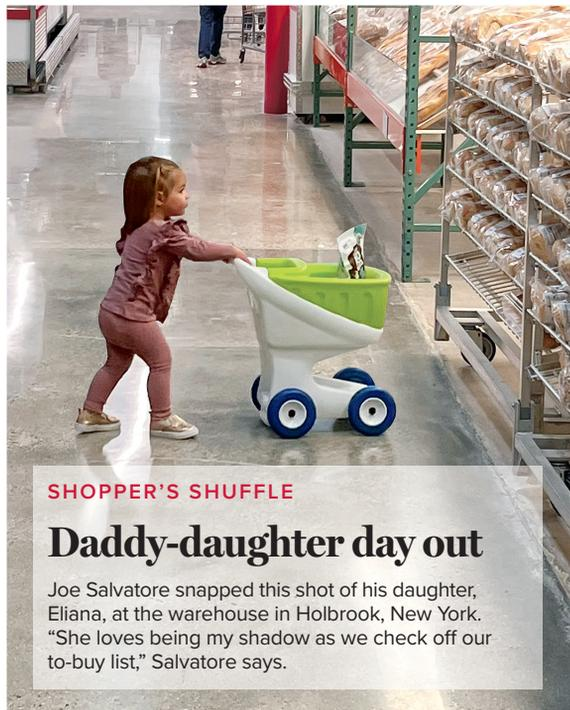 SHOPPER'S SHUFFLE
Daddy-daughter day out
Joe Salvatore snapped this shot of his daughter,
Eliana, at the warehouse in Holbrook, New York.
“She loves being my shadow as we check off our
to-buy list,” Salvatore says.